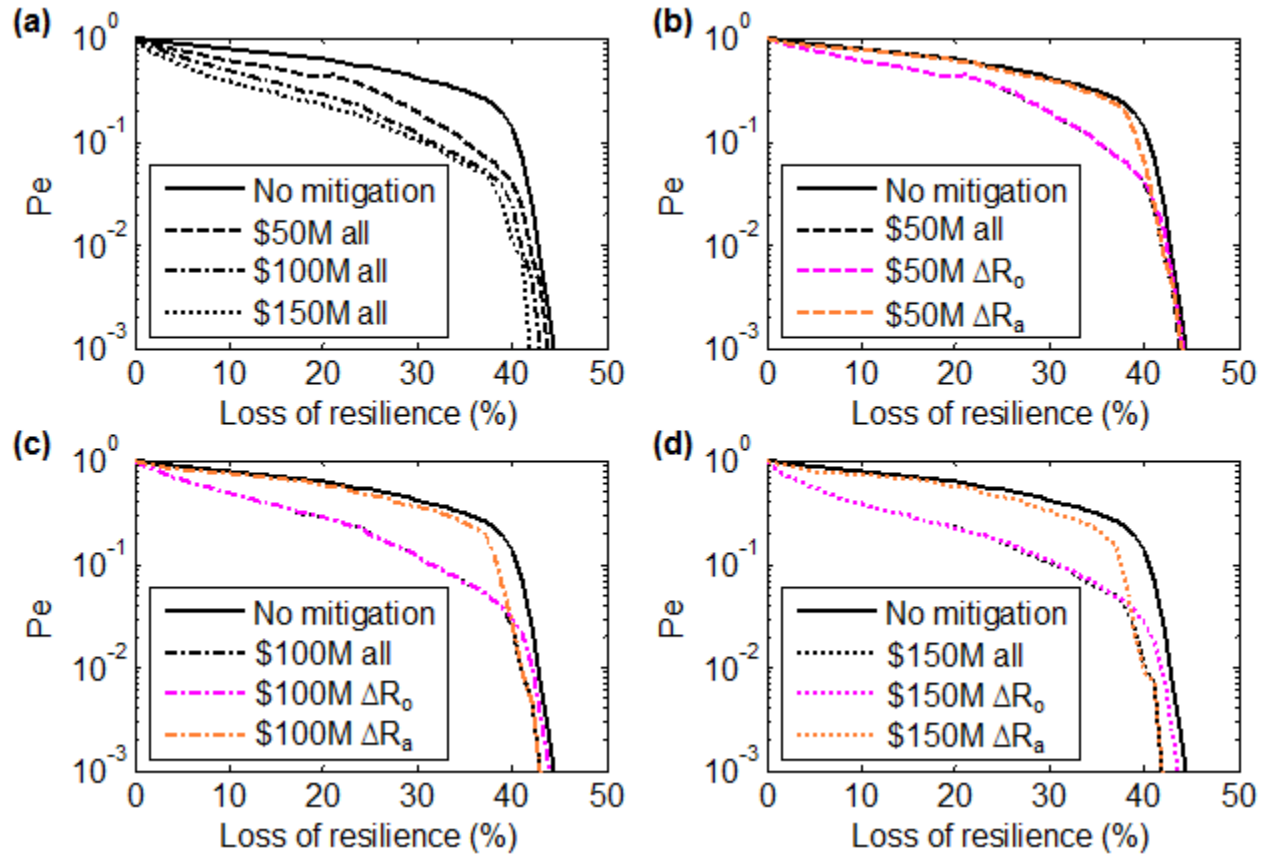 (a)
10^0
10^-1
10^-2
10^-3
Pe
No mitigation
$50M all
$100M all
$150M all
0 10 20 30 40 50
Loss of resilience (%)
(b)
10^0
10^-1
10^-2
10^-3
Pe
No mitigation
$50M all
$50M ΔR_o
$50M ΔR_a
0 10 20 30 40 50
Loss of resilience (%)
(c)
10^0
10^-1
10^-2
10^-3
Pe
No mitigation
$100M all
$100M ΔR_o
$100M ΔR_a
0 10 20 30 40 50
Loss of resilience (%)
(d)
10^0
10^-1
10^-2
10^-3
Pe
No mitigation
$150M all
$150M ΔR_o
$150M ΔR_a
0 10 20 30 40 50
Loss of resilience (%)